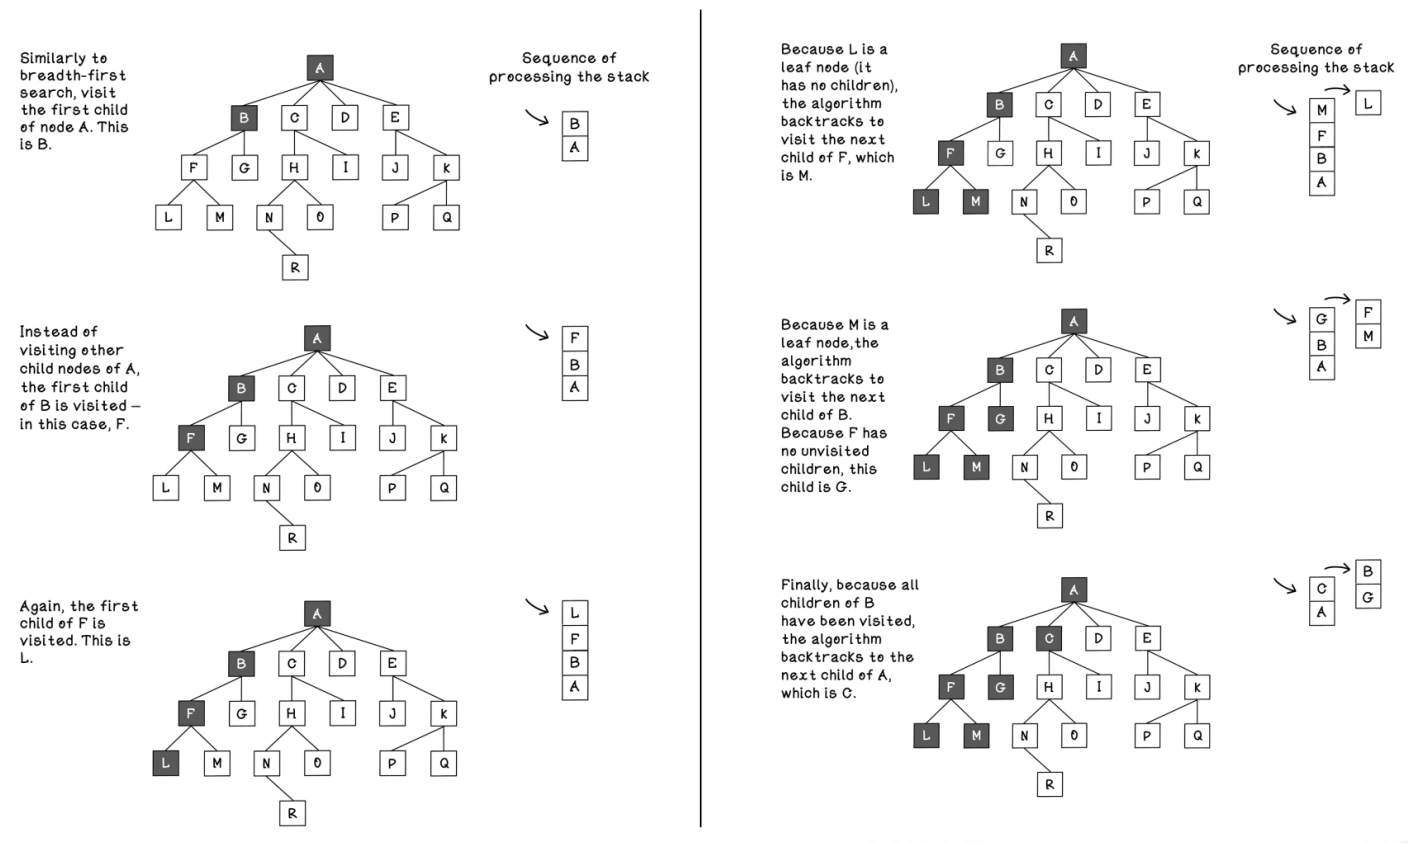 Similarly to
breadth-first
search, visit
the first child
of node A. This
is B.
A
B C D E
F G H I J K
L M N O P Q
R
Sequence of
processing the stack
B
A
Instead of
visiting other
child nodes of A,
the first child
of B is visited –
in this case, F.
A
B C D E
F G H I J K
L M N O P Q
R
F
B
A
Again, the first
child of F is
visited. This is
L.
A
B C D E
F G H I J K
L M N O P Q
R
L
F
B
A
Because L is a
leaf node (it
has no children),
the algorithm
backtracks to
visit the next
child of F, which
is M.
A
B C D E
F G H I J K
L M N O P Q
R
Sequence of
processing the stack
M
F
B
A
L
Because M is a
leaf node,the
algorithm
backtracks to
visit the next
child of B.
Because F has
no unvisited
children, this
child is G.
A
B C D E
F G H I J K
L M N O P Q
R
G
B
A
F
M
Finally, because all
children of B
have been visited,
the algorithm
backtracks to the
next child of A,
which is C.
A
B C D E
F G H I J K
L M N O P Q
R
C
A
B
G